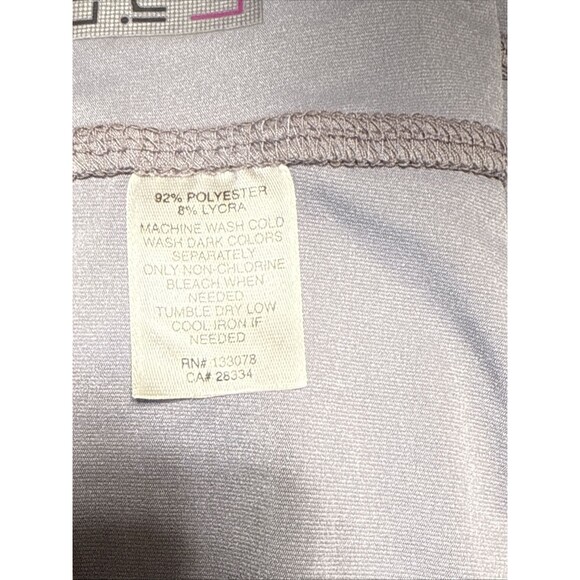 92% POLYESTER
8% LYCRA
MACHINE WASH COLD
WASH DARK COLORS
SEPARATELY
ONLY NON-CHLORINE
BLEACH WHEN
NEEDED
TUMBLE DRY LOW
COOL IRON IF
NEEDED
RN# 133078
CA# 28334